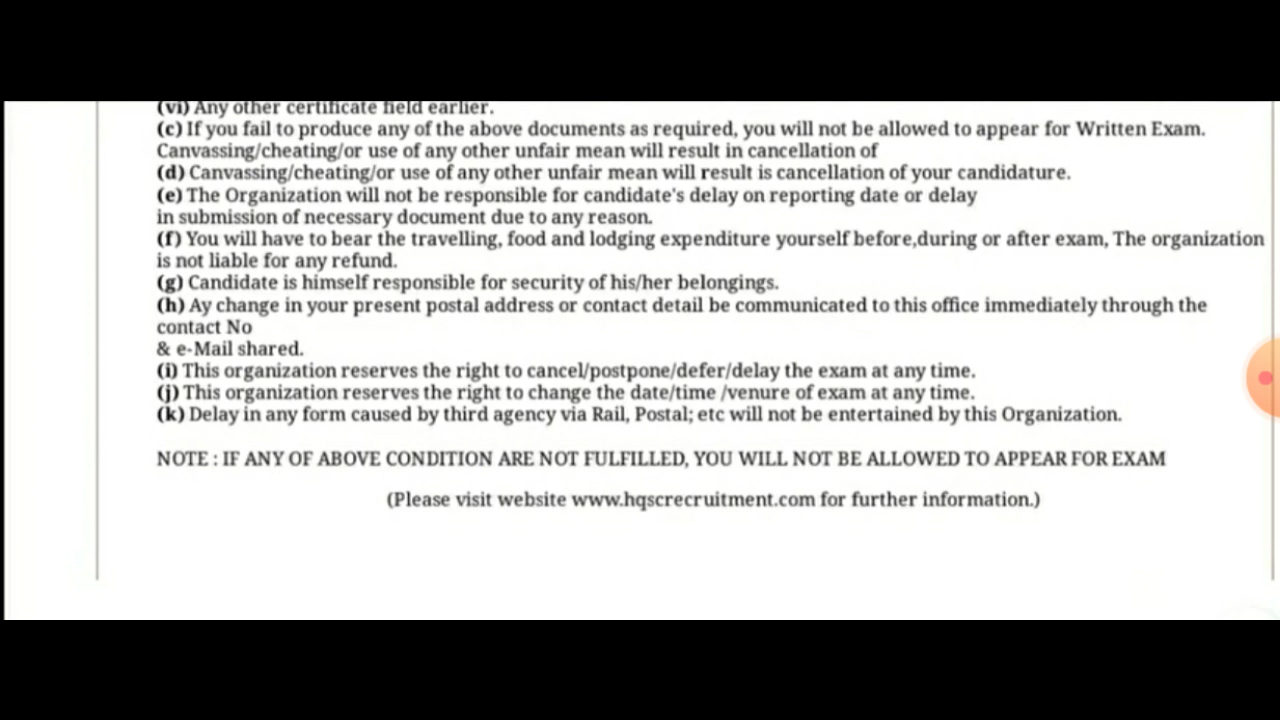 (vi) Any other certificate field earlier.
(c) If you fail to produce any of the above documents as required, you will not be allowed to appear for Written Exam.
Canvassing/cheating/or use of any other unfair mean will result in cancellation of
(d) Canvassing/cheating/or use of any other unfair mean will result is cancellation of your candidature.
(e) The Organization will not be responsible for candidate's delay on reporting date or delay
in submission of necessary document due to any reason.
(f) You will have to bear the travelling, food and lodging expenditure yourself before,during or after exam, The organization
is not liable for any refund.
(g) Candidate is himself responsible for security of his/her belongings.
(h) Ay change in your present postal address or contact detail be communicated to this office immediately through the
contact No
& e-Mail shared.
(i) This organization reserves the right to cancel/postpone/defer/delay the exam at any time.
(j) This organization reserves the right to change the date/time /venure of exam at any time.
(k) Delay in any form caused by third agency via Rail, Postal; etc will not be entertained by this Organization.
NOTE : IF ANY OF ABOVE CONDITION ARE NOT FULFILLED, YOU WILL NOT BE ALLOWED TO APPEAR FOR EXAM
(Please visit website www.hqscrecruitment.com for further information.)